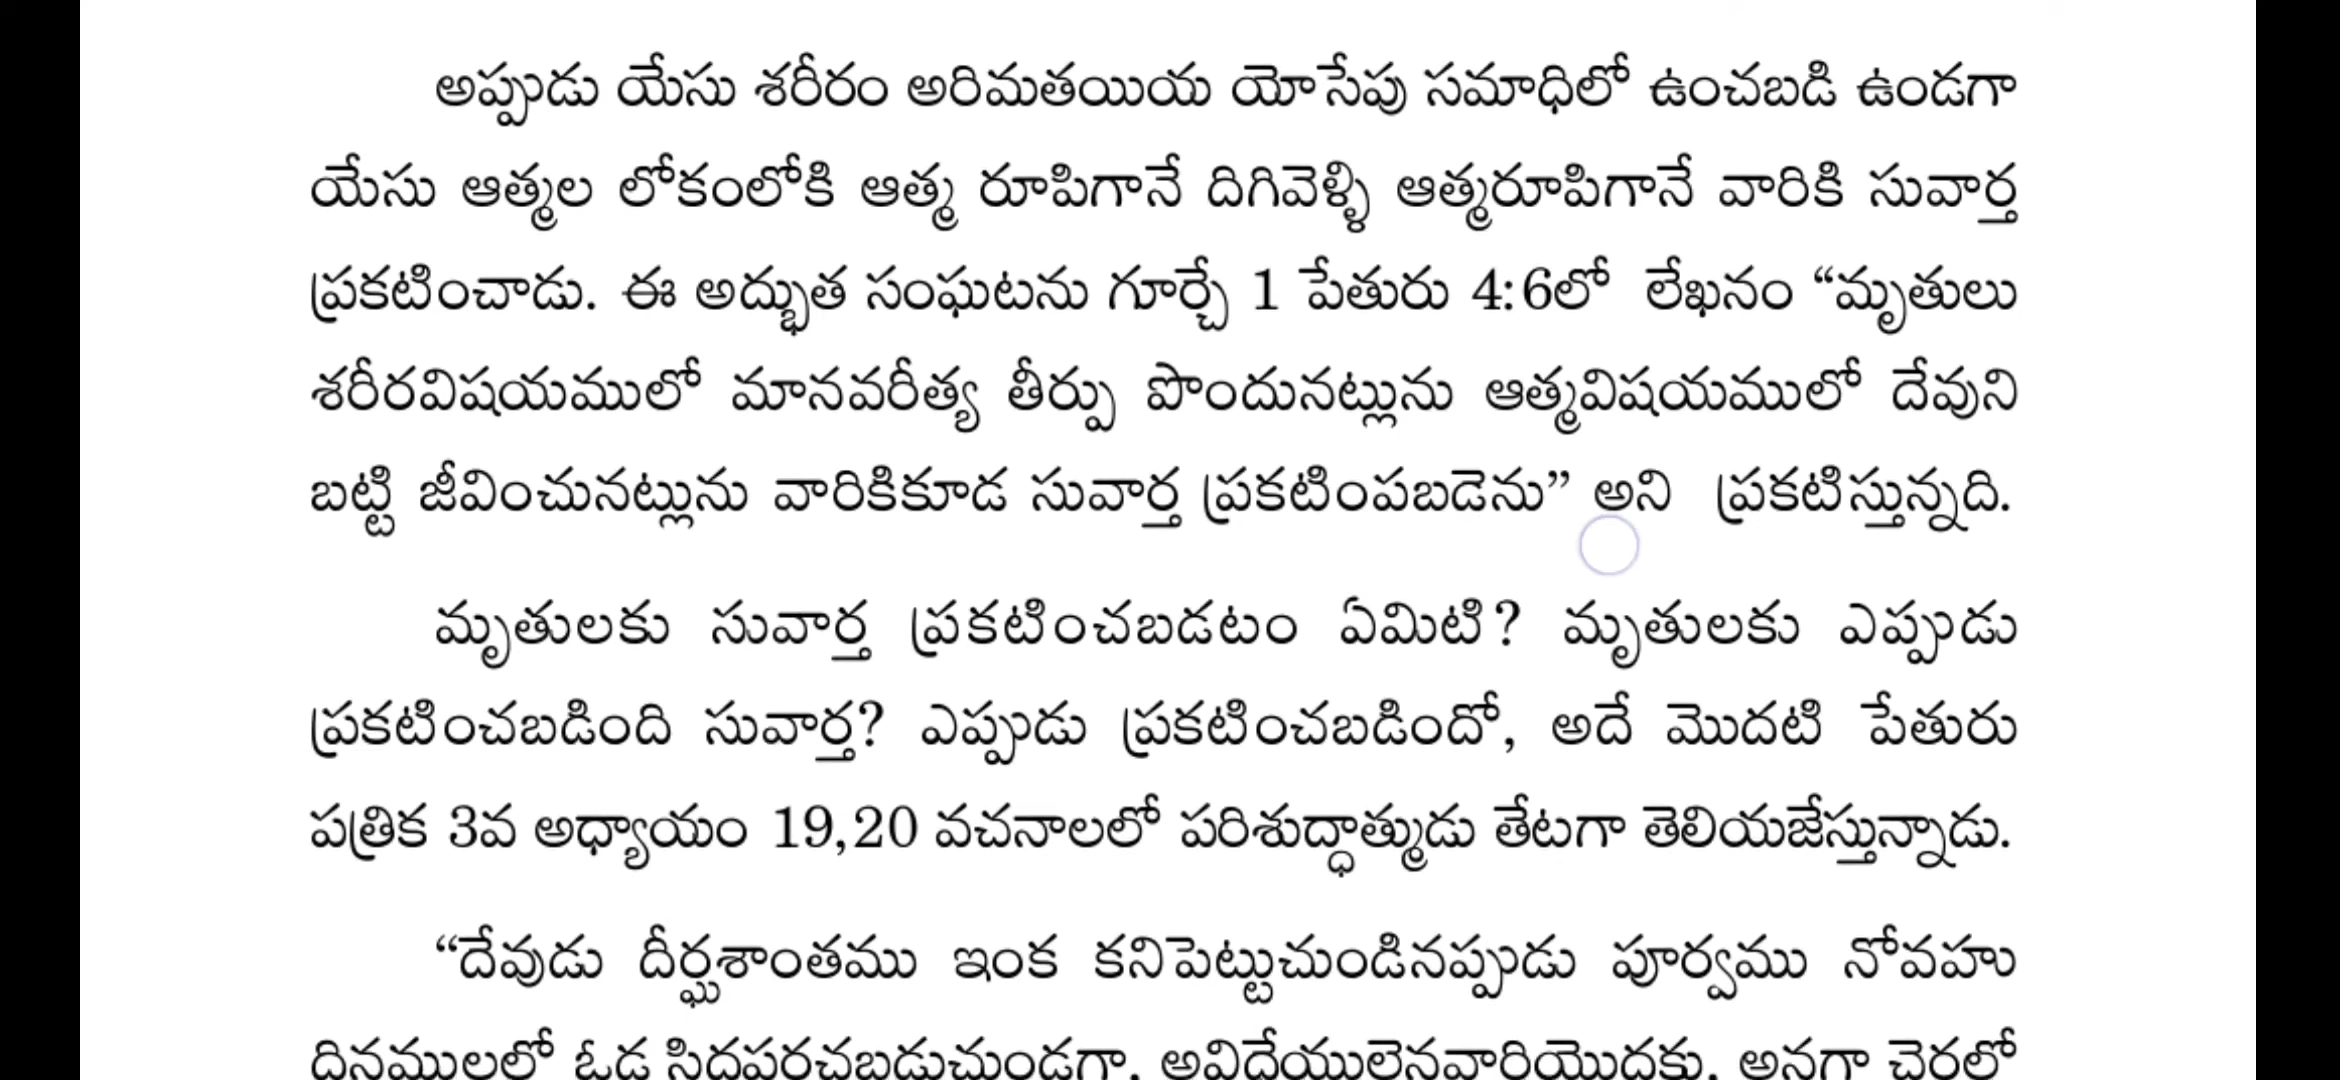 అప్పుడు యేసు శరీరం అరిమతయియ యోసేపు సమాధిలో ఉంచబడి ఉండగా
యేసు ఆత్మల లోకంలోకి ఆత్మ రూపిగానే దిగివెళ్ళి ఆత్మరూపిగానే వారికి సువార్త
ప్రకటించాడు. ఈ అద్భుత సంఘటను గూర్చే 1 పేతురు 4:6లో లేఖనం “మృతులు
శరీరవిషయములో మానవరీత్య తీర్పు పొందునట్లును ఆత్మవిషయములో దేవుని
బట్టి జీవించునట్లును వారికికూడ సువార్త ప్రకటింపబడెను” అని ప్రకటిస్తున్నది.
మృతులకు సువార్త ప్రకటించబడటం ఏమిటి? మృతులకు ఎప్పుడు
ప్రకటించబడింది సువార్త? ఎప్పుడు ప్రకటించబడిందో, అదే మొదటి పేతురు
పత్రిక 3వ అధ్యాయం 19,20 వచనాలలో పరిశుద్ధాత్ముడు తేటగా తెలియజేస్తున్నాడు.
“దేవుడు దీర్ఘశాంతము ఇంక కనిపెట్టుచుండినప్పుడు పూర్వము నోవహు
దినములలో ఓడ సిద్ధపరచబడుచుండగా, అవిధేయులైనవారియొద్దకు, అనగా చెరలో